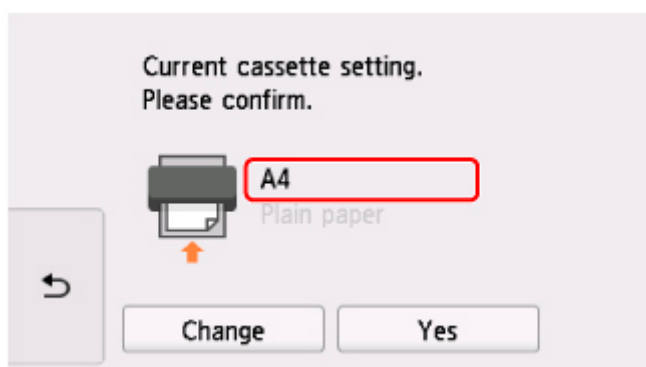 Current cassette setting.
Please confirm.
A4
Plain paper
Change
Yes